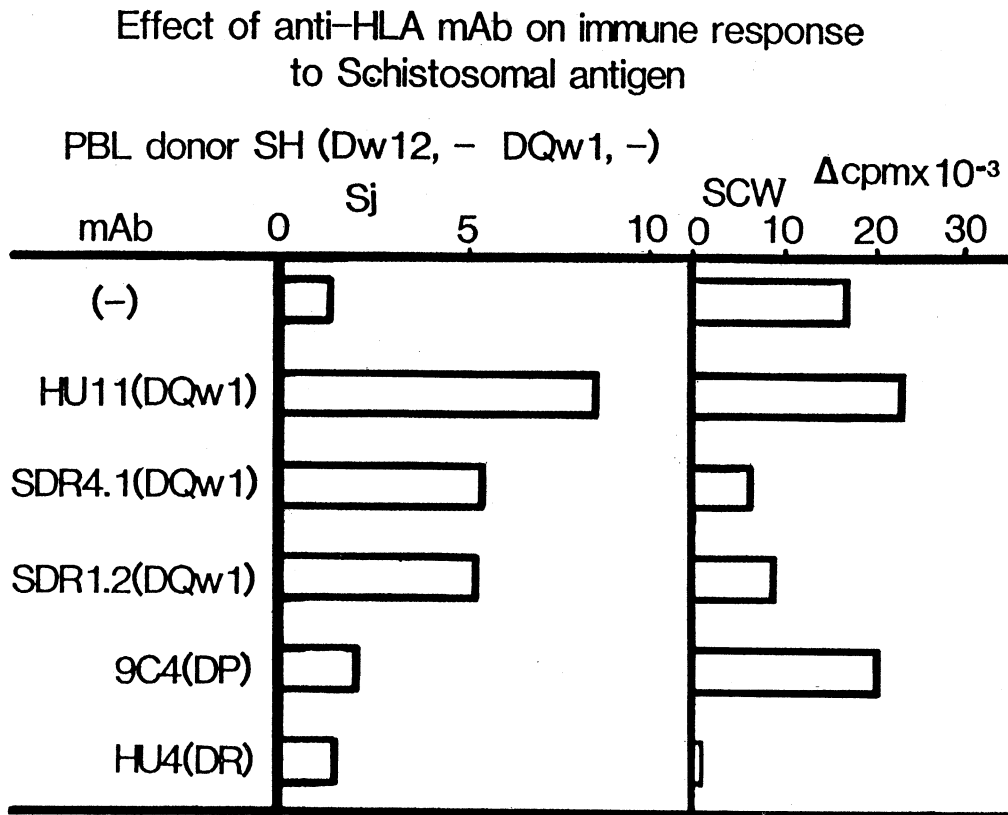 Effect of anti-HLA mAb on immune response
to Schistosomal antigen
PBL donor SH (Dw12, - DQw1, -)
Sj SCW Δcpmx10⁻³
mAb 0 5 10 0 10 20 30
(-)
HU11(DQw1)
SDR4.1(DQw1)
SDR1.2(DQw1)
9C4(DP)
HU4(DR)